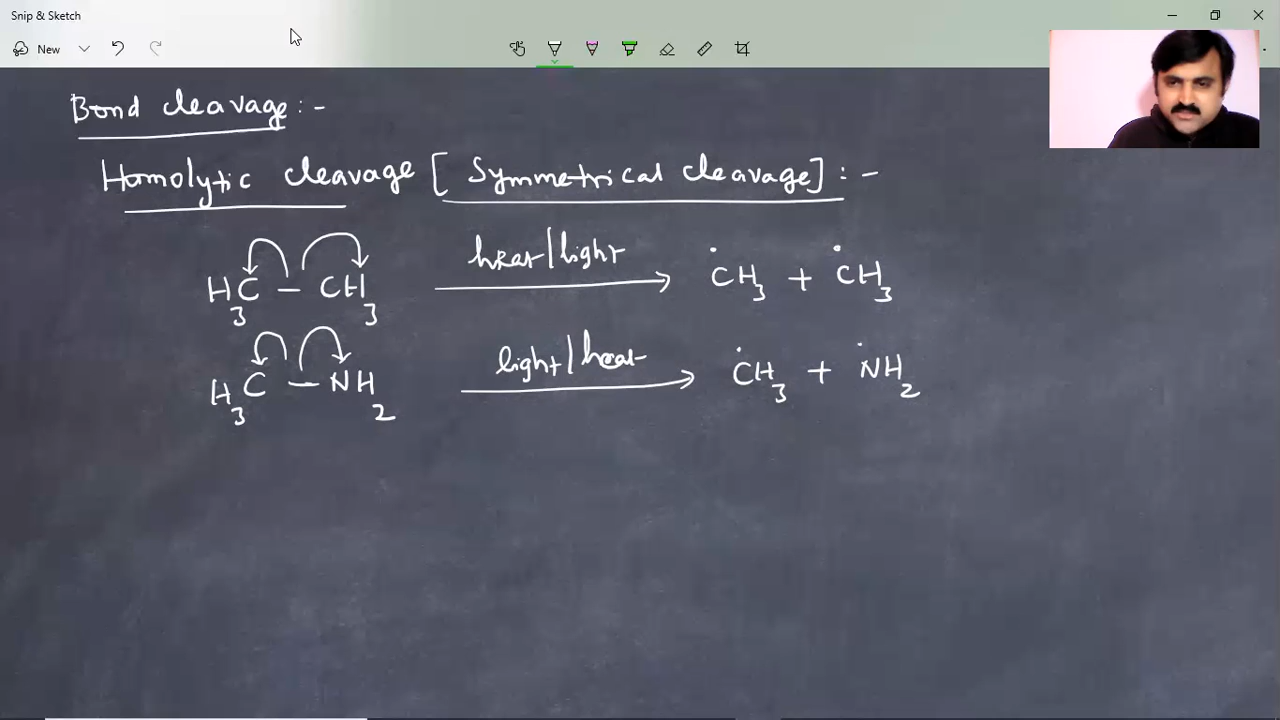 Snip & Sketch
New
Bond cleavage :-
Homolytic cleavage [ Symmetrical cleavage ] :-
H₃C – CH₃ heat/light → ĊH₃ + ĊH₃
H₃C – NH₂ light/heat → ĊH₃ + ṄH₂